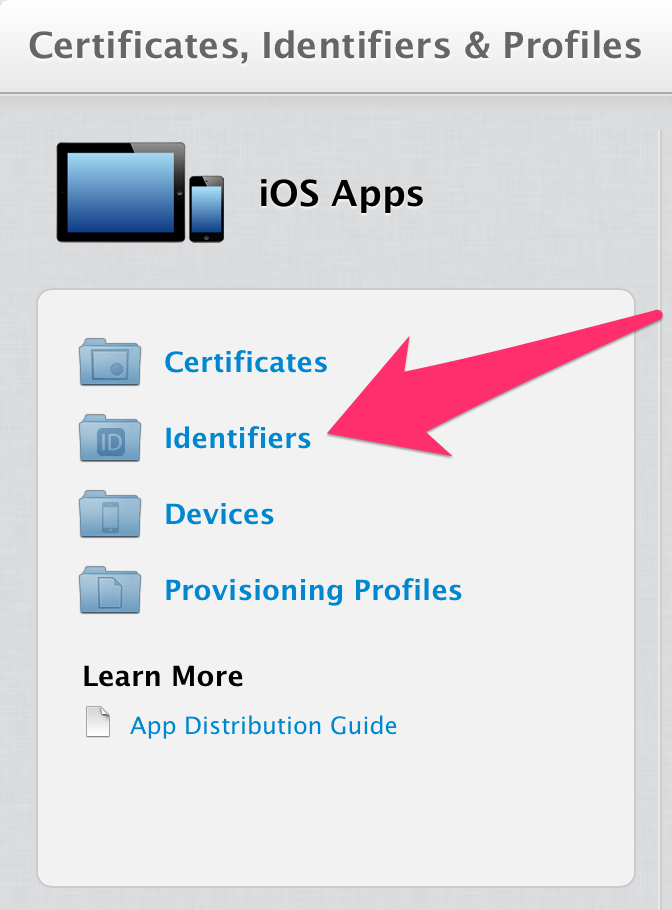 Certificates, Identifiers & Profiles
iOS Apps
Certificates
ID
Identifiers
Devices
Provisioning Profiles
Learn More
App Distribution Guide